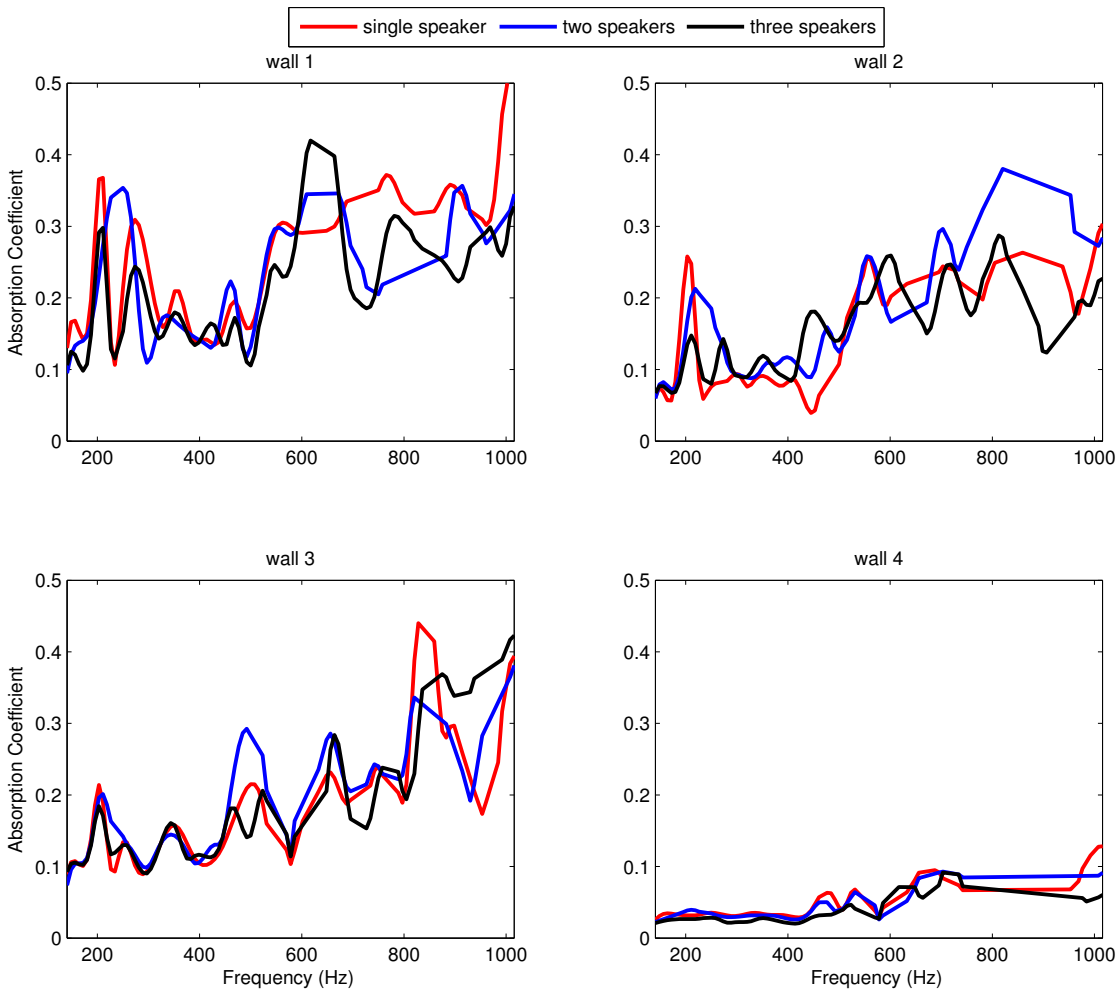 single speaker two speakers three speakers
wall 1 wall 2
0.5 0.5
0.4 0.4
0.3 0.3
0.2 0.2
0.1 0.1
0 0
Absorption Coefficient
200 400 600 800 1000 200 400 600 800 1000
wall 3 wall 4
0.5 0.5
0.4 0.4
0.3 0.3
0.2 0.2
0.1 0.1
0 0
Absorption Coefficient
200 400 600 800 1000 200 400 600 800 1000
Frequency (Hz) Frequency (Hz)